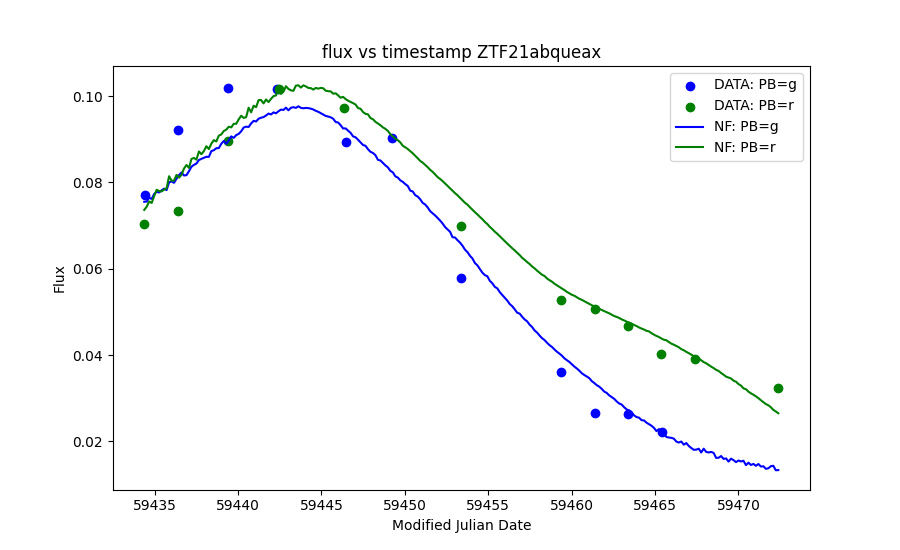 flux vs timestamp ZTF21abqueax
DATA: PB=g
DATA: PB=r
NF: PB=g
NF: PB=r
0.10
0.08
0.06
0.04
0.02
Flux
59435 59440 59445 59450 59455 59460 59465 59470
Modified Julian Date